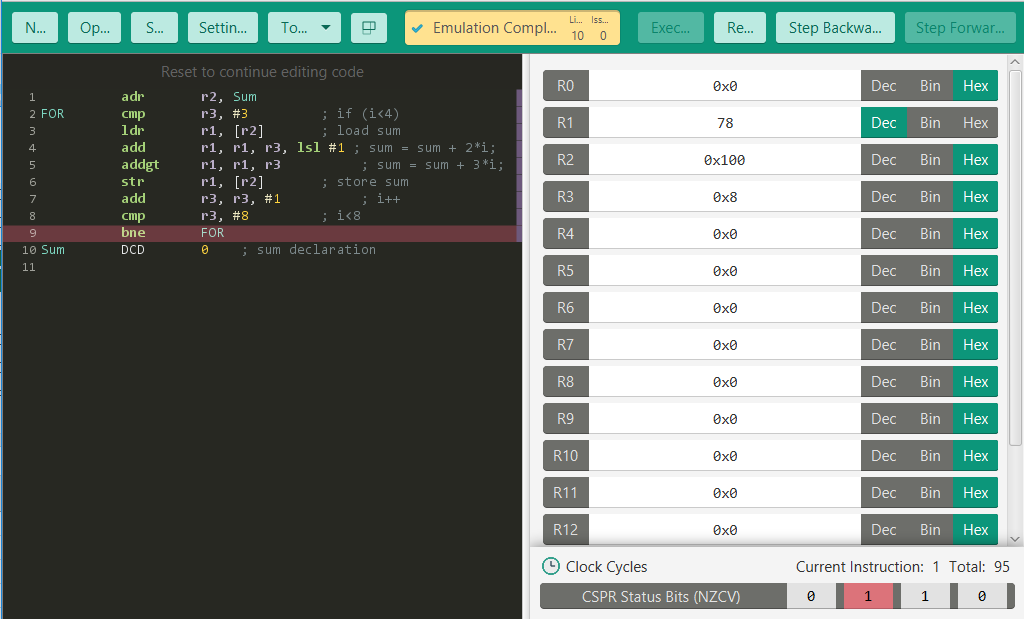 N... Op... S... Settin... To... Emulation Compl... Li... Iss... 10 0 Exec... Re... Step Backwa... Step Forwar...
Reset to continue editing code
1 adr r2, Sum
2 FOR cmp r3, #3 ; if (i<4)
3 ldr r1, [r2] ; load sum
4 add r1, r1, r3, lsl #1 ; sum = sum + 2*i;
5 addgt r1, r1, r3 ; sum = sum + 3*i;
6 str r1, [r2] ; store sum
7 add r3, r3, #1 ; i++
8 cmp r3, #8 ; i<8
9 bne FOR
10 Sum DCD 0 ; sum declaration
11
R0 0x0 Dec Bin Hex
R1 78 Dec Bin Hex
R2 0x100 Dec Bin Hex
R3 0x8 Dec Bin Hex
R4 0x0 Dec Bin Hex
R5 0x0 Dec Bin Hex
R6 0x0 Dec Bin Hex
R7 0x0 Dec Bin Hex
R8 0x0 Dec Bin Hex
R9 0x0 Dec Bin Hex
R10 0x0 Dec Bin Hex
R11 0x0 Dec Bin Hex
R12 0x0 Dec Bin Hex
Clock Cycles Current Instruction: 1 Total: 95
CSPR Status Bits (NZCV) 0 1 1 0